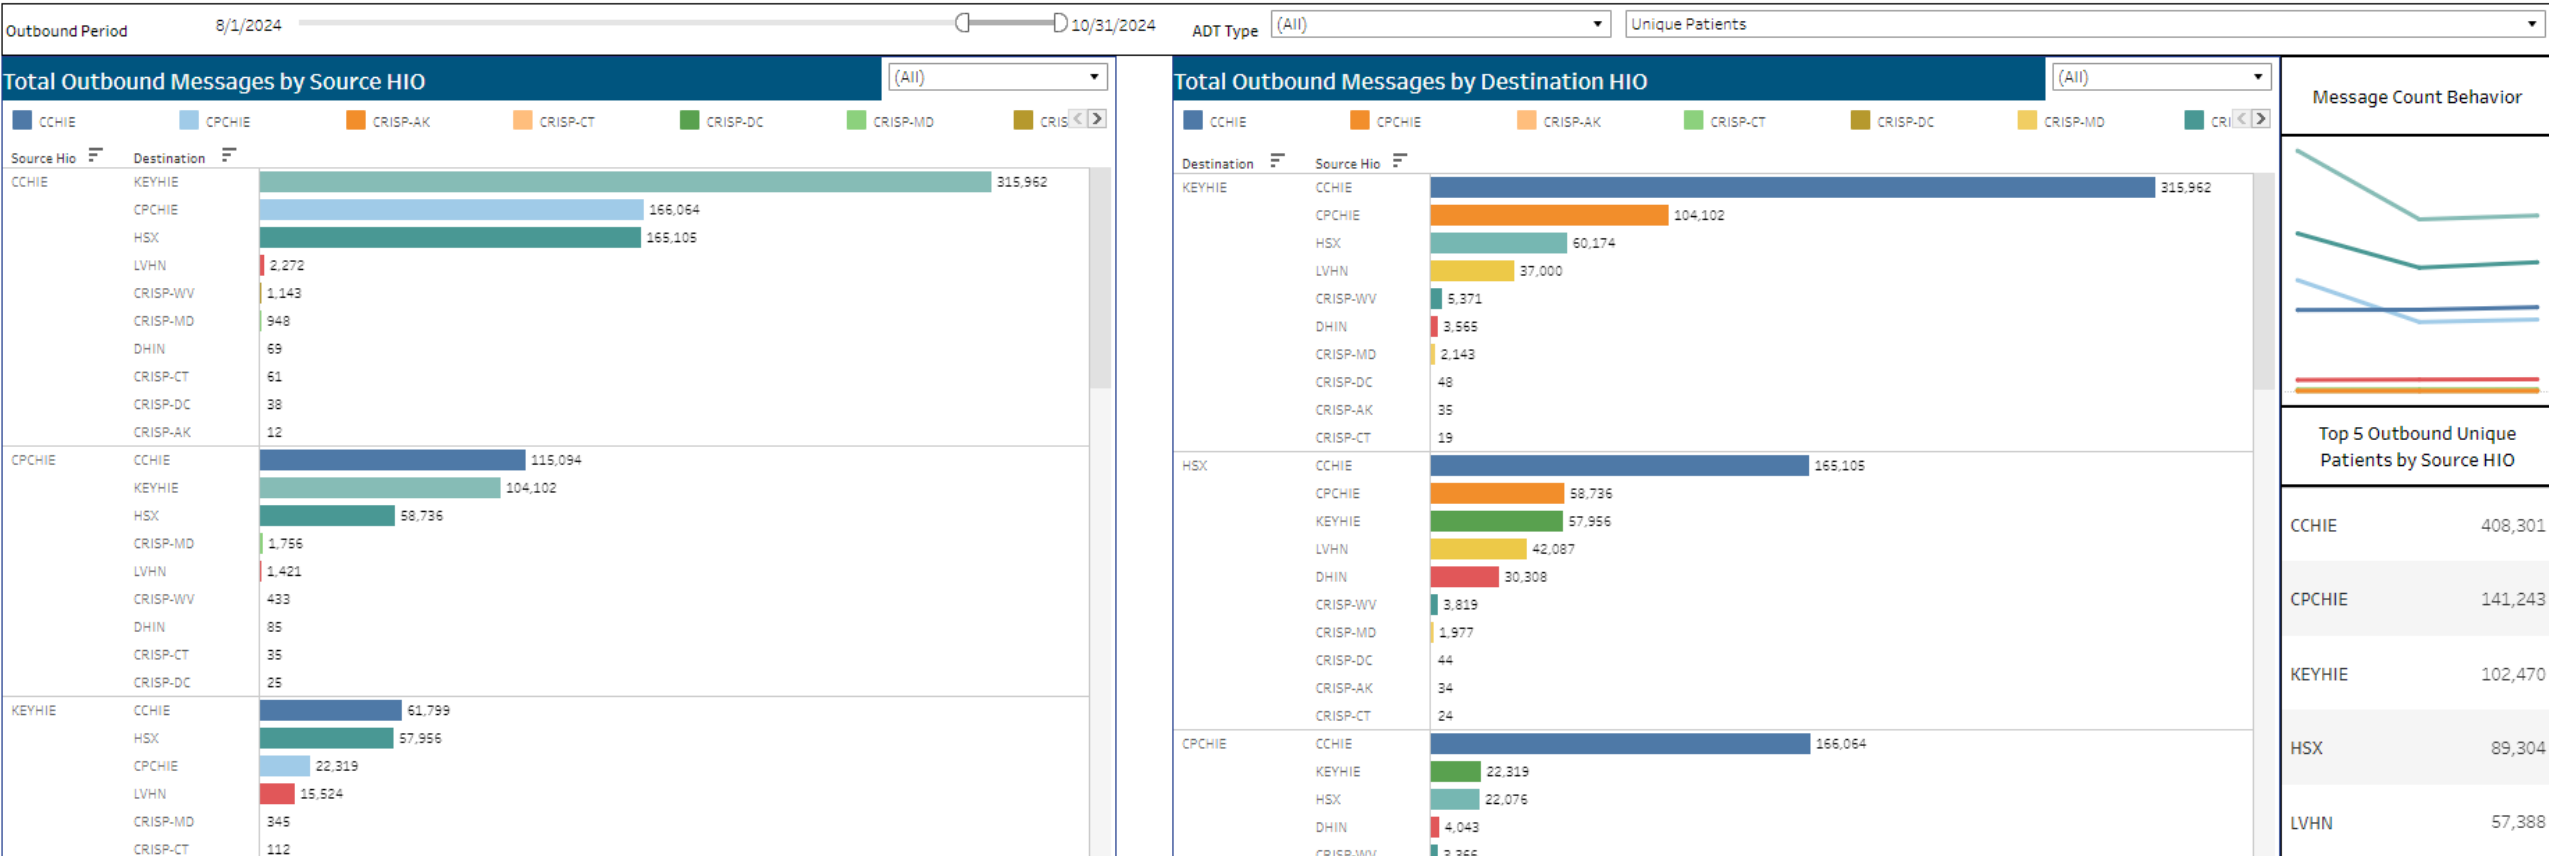 Outbound Period 8/1/2024 10/31/2024 ADT Type (All) Unique Patients
Total Outbound Messages by Source HIO (All)
CCHIE CPCHIE CRISP-AK CRISP-CT CRISP-DC CRISP-MD CRIS
Source Hio Destination
CCHIE KEYHIE 315,962
CPCHIE 166,064
HSX 165,105
LVHN 2,272
CRISP-WV 1,143
CRISP-MD 948
DHIN 69
CRISP-CT 61
CRISP-DC 38
CRISP-AK 12
CPCHIE CCHIE 115,094
KEYHIE 104,102
HSX 58,736
CRISP-MD 1,756
LVHN 1,421
CRISP-WV 433
DHIN 85
CRISP-CT 35
CRISP-DC 25
KEYHIE CCHIE 61,799
HSX 57,956
CPCHIE 22,319
LVHN 15,524
CRISP-MD 345
CRISP-CT 112
Total Outbound Messages by Destination HIO (All)
CCHIE CPCHIE CRISP-AK CRISP-CT CRISP-DC CRISP-MD CRI
Destination Source Hio
KEYHIE CCHIE 315,962
CPCHIE 104,102
HSX 60,174
LVHN 37,000
CRISP-WV 5,371
DHIN 3,565
CRISP-MD 2,143
CRISP-DC 48
CRISP-AK 35
CRISP-CT 19
HSX CCHIE 165,105
CPCHIE 58,736
KEYHIE 57,956
LVHN 42,087
DHIN 30,308
CRISP-WV 3,819
CRISP-MD 1,977
CRISP-DC 44
CRISP-AK 34
CRISP-CT 24
CPCHIE CCHIE 166,064
KEYHIE 22,319
HSX 22,076
DHIN 4,043
CRISP-WV 3,366
Message Count Behavior
Top 5 Outbound Unique
Patients by Source HIO
CCHIE 408,301
CPCHIE 141,243
KEYHIE 102,470
HSX 89,304
LVHN 57,388